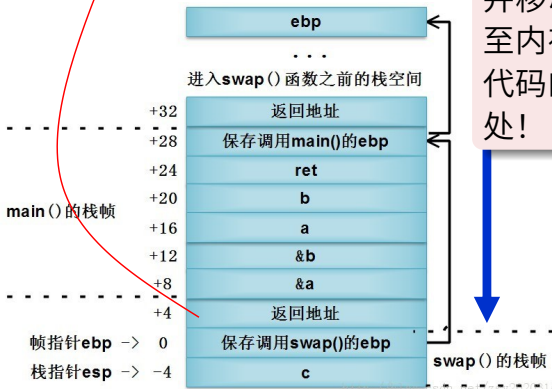 ebp
...
进入swap()函数之前的栈空间
+32 返回地址
+28 保存调用main()的ebp
+24 ret
+20 b
main()的栈帧
+16 a
+12 &b
+8 &a
+4 返回地址
帧指针ebp -> 0 保存调用swap()的ebp
栈指针esp -> -4 c
swap()的栈帧
至内存
代码的
处!